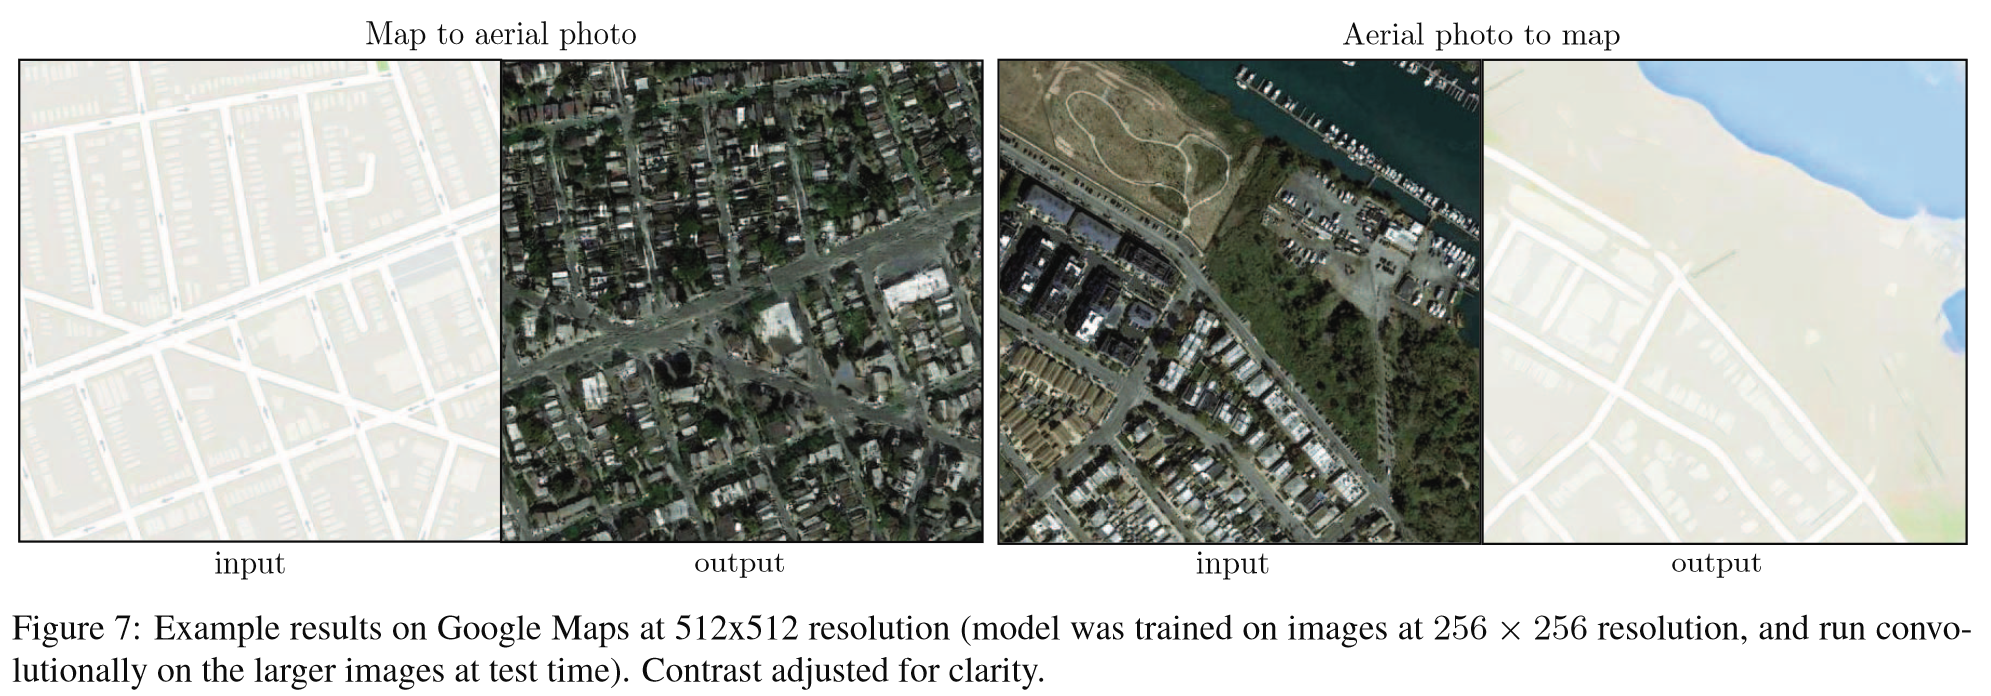 Map to aerial photo
Aerial photo to map
input
output
input
output
Figure 7: Example results on Google Maps at 512x512 resolution (model was trained on images at 256 × 256 resolution, and run convo-
lutionally on the larger images at test time). Contrast adjusted for clarity.